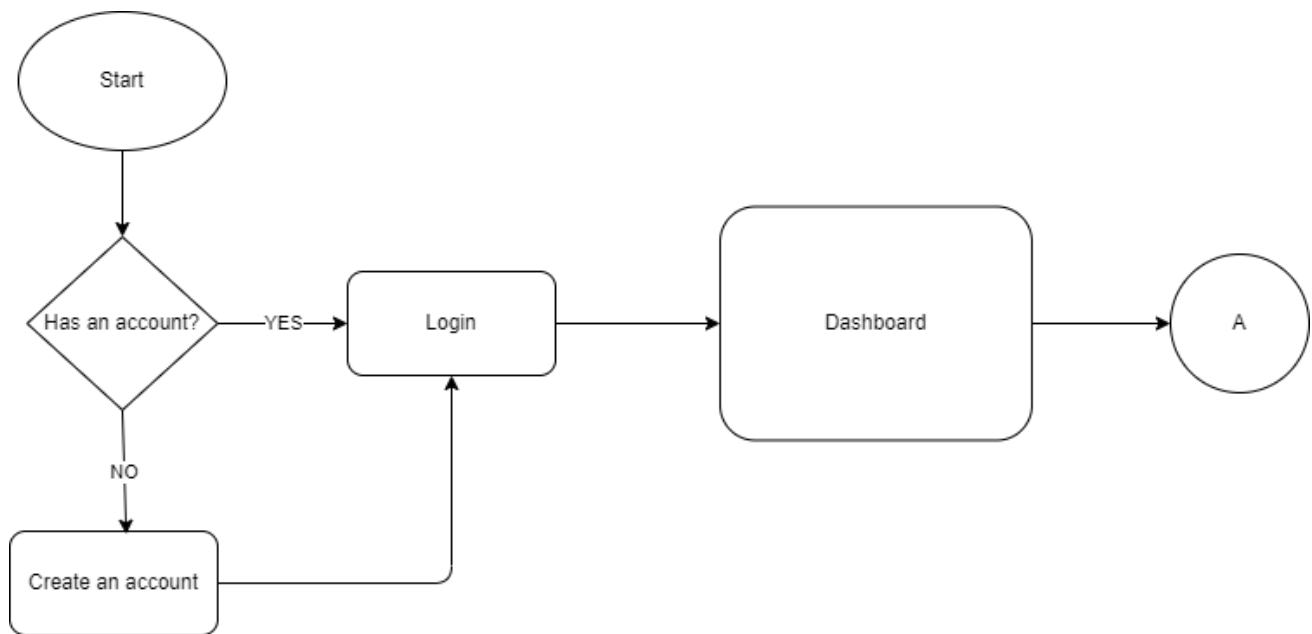 Start
Has an account?
YES
Login
Dashboard
A
NO
Create an account